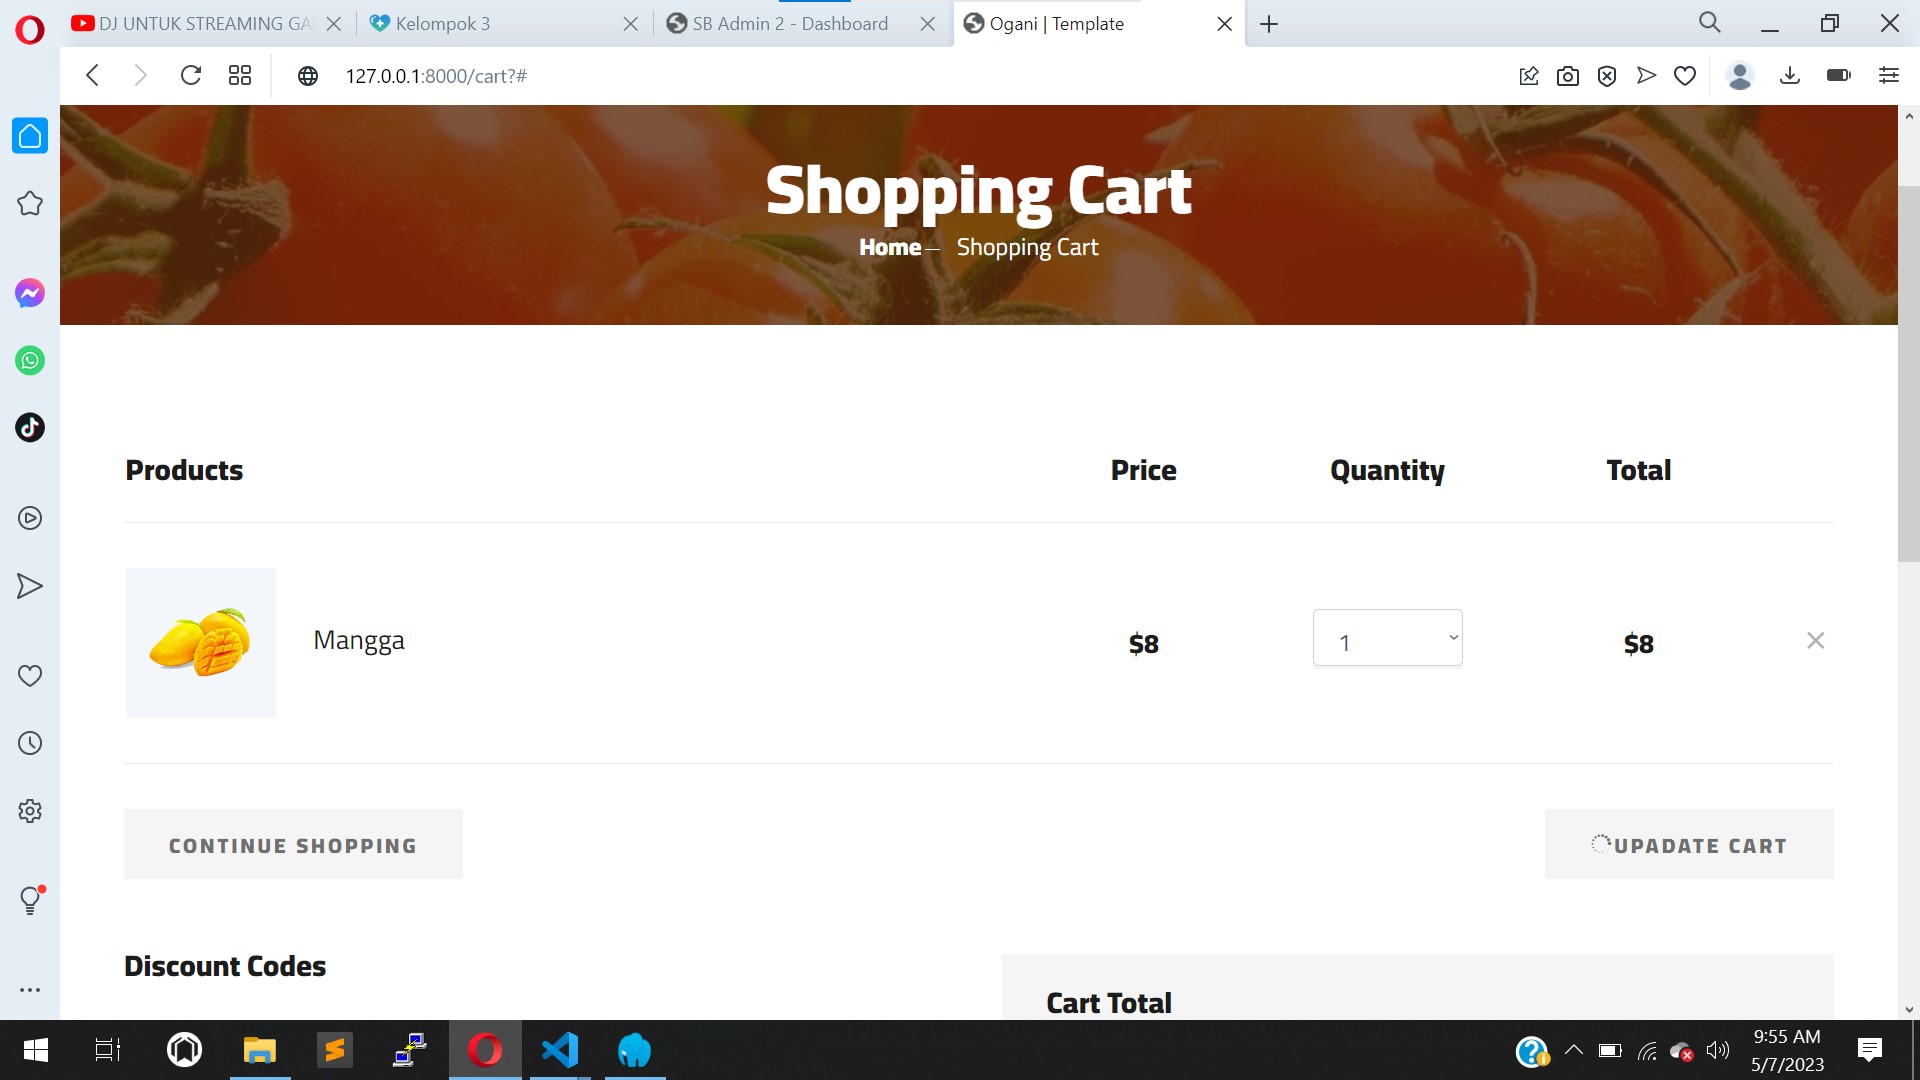 DJ UNTUK STREAMING GA
Kelompok 3
SB Admin 2 - Dashboard
Ogani | Template
127.0.0.1:8000/cart?#
Shopping Cart
Home
Shopping Cart
Products Price Quantity Total
Mangga $8 1 $8
CONTINUE SHOPPING
UPADATE CART
Discount Codes
Cart Total
9:55 AM
5/7/2023